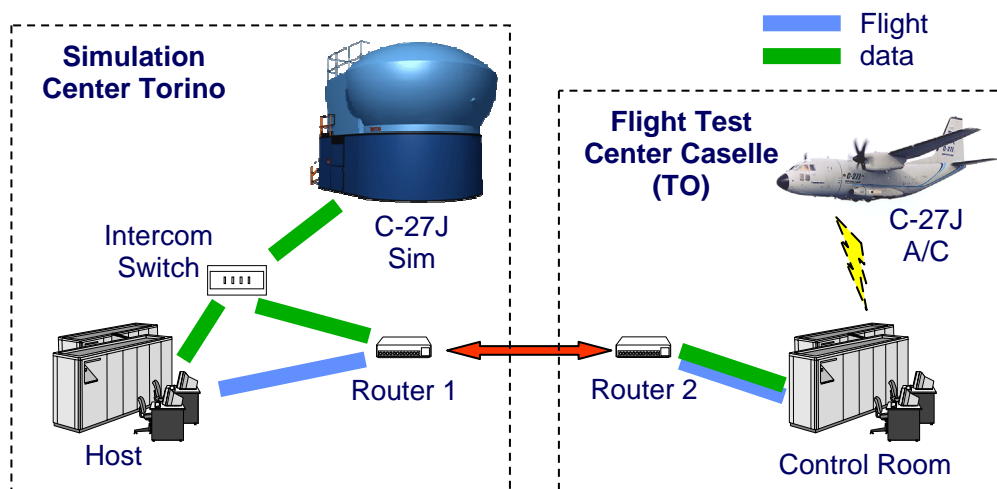 Flight
data
Simulation
Center Torino
Flight Test
Center Caselle
(TO)
C-27J
Sim
C-27J
A/C
Intercom
Switch
Router 1
Router 2
Host
Control Room